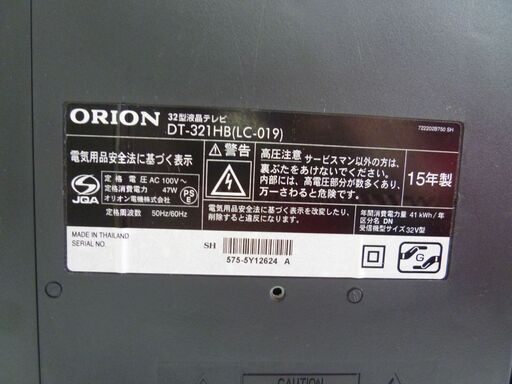 ORION
32型液晶テレビ
DT-321HB(LC-019)
722202B750 SH
電気用品安全法に基づく表示
定格電圧 AC 100V~
定格消費電力 47W
オリオン電機株式会社
定格周波数 50Hz/60Hz
JQA
PS
E
警告
高圧注意 サービスマン以外の方は、
裏ぶたをあけないでください。
内部には、高電圧部分が数多くあり、
万一さわると危険です。
電気用品安全法に基づく表示を改変したり、
削除すると違反になります。
15年製
年間消費電力量 41 kWh/年
区分名 DN
受信機型サイズ 32V型
MADE IN THAILAND
SERIAL NO.
SH
575-5Y12624 A
G
CAUTION